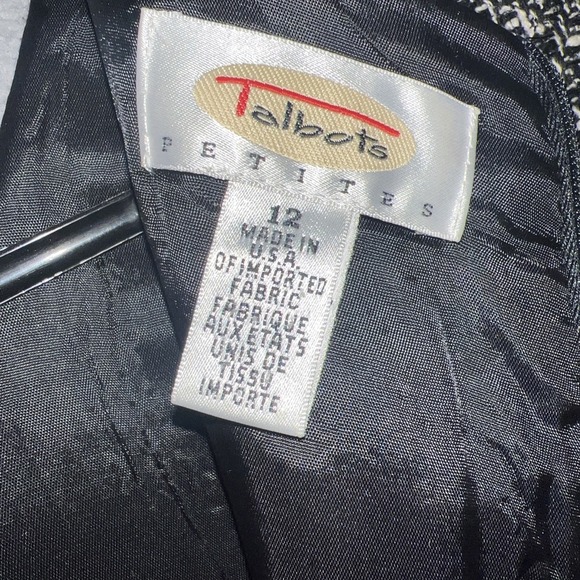 Talbots
PETITES
12
MADE IN
U.S.A.
OF IMPORTED
FABRIC
FABRIQUE
AUX ETATS
UNIS DE
TISSU
IMPORTE